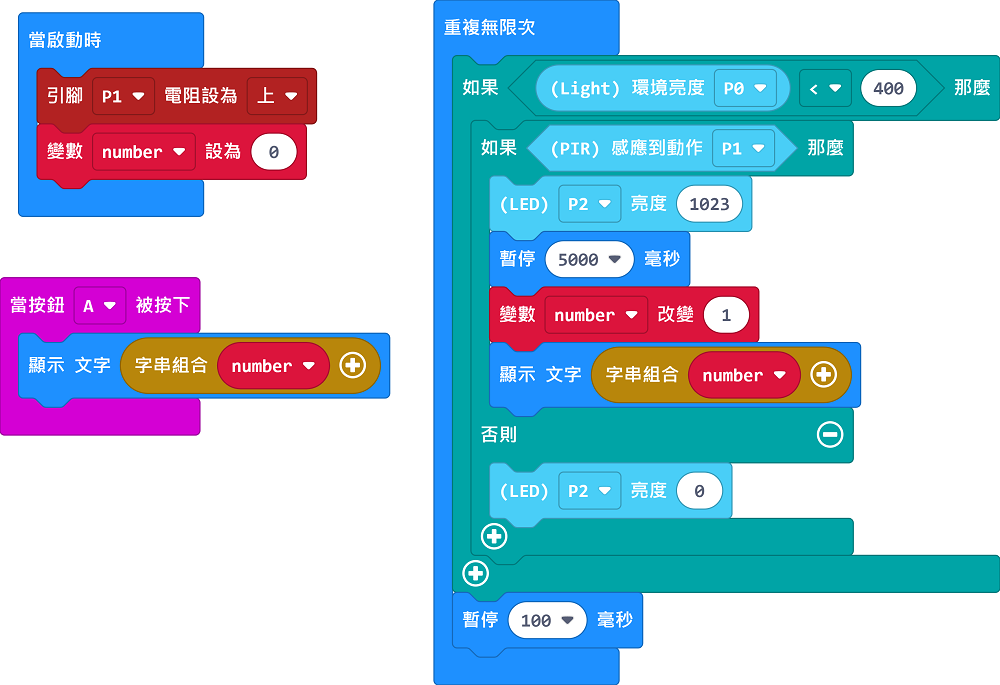 當啟動時
引腳 P1 電阻設為 上
變數 number 設為 0
當按鈕 A 被按下
顯示 文字 字串組合 number
重複無限次
如果 (Light) 環境亮度 P0 < 400 那麼
如果 (PIR) 感應到動作 P1 那麼
(LED) P2 亮度 1023
暫停 5000 毫秒
變數 number 改變 1
顯示 文字 字串組合 number
否則
(LED) P2 亮度 0
暫停 100 毫秒